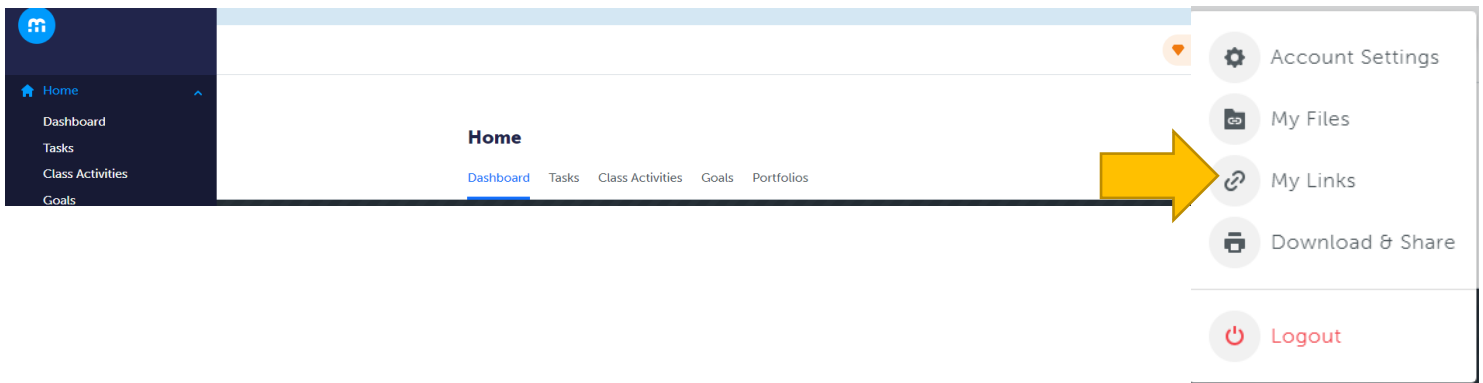 m
Home
Dashboard
Tasks
Class Activities
Goals
Home
Dashboard Tasks Class Activities Goals Portfolios
Account Settings
My Files
My Links
Download & Share
Logout